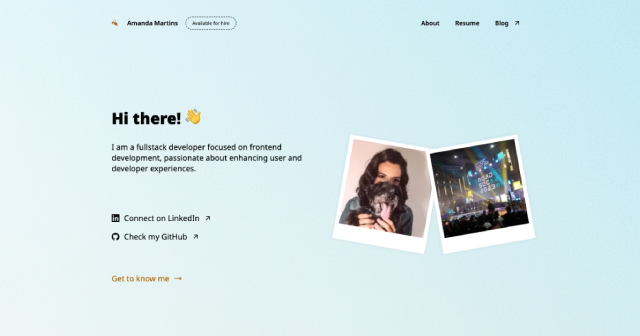 Amanda Martins
Available for hire
About
Resume
Blog
Hi there!
I am a fullstack developer focused on frontend
development, passionate about enhancing user and
developer experiences.
Connect on LinkedIn
Check my GitHub
Get to know me